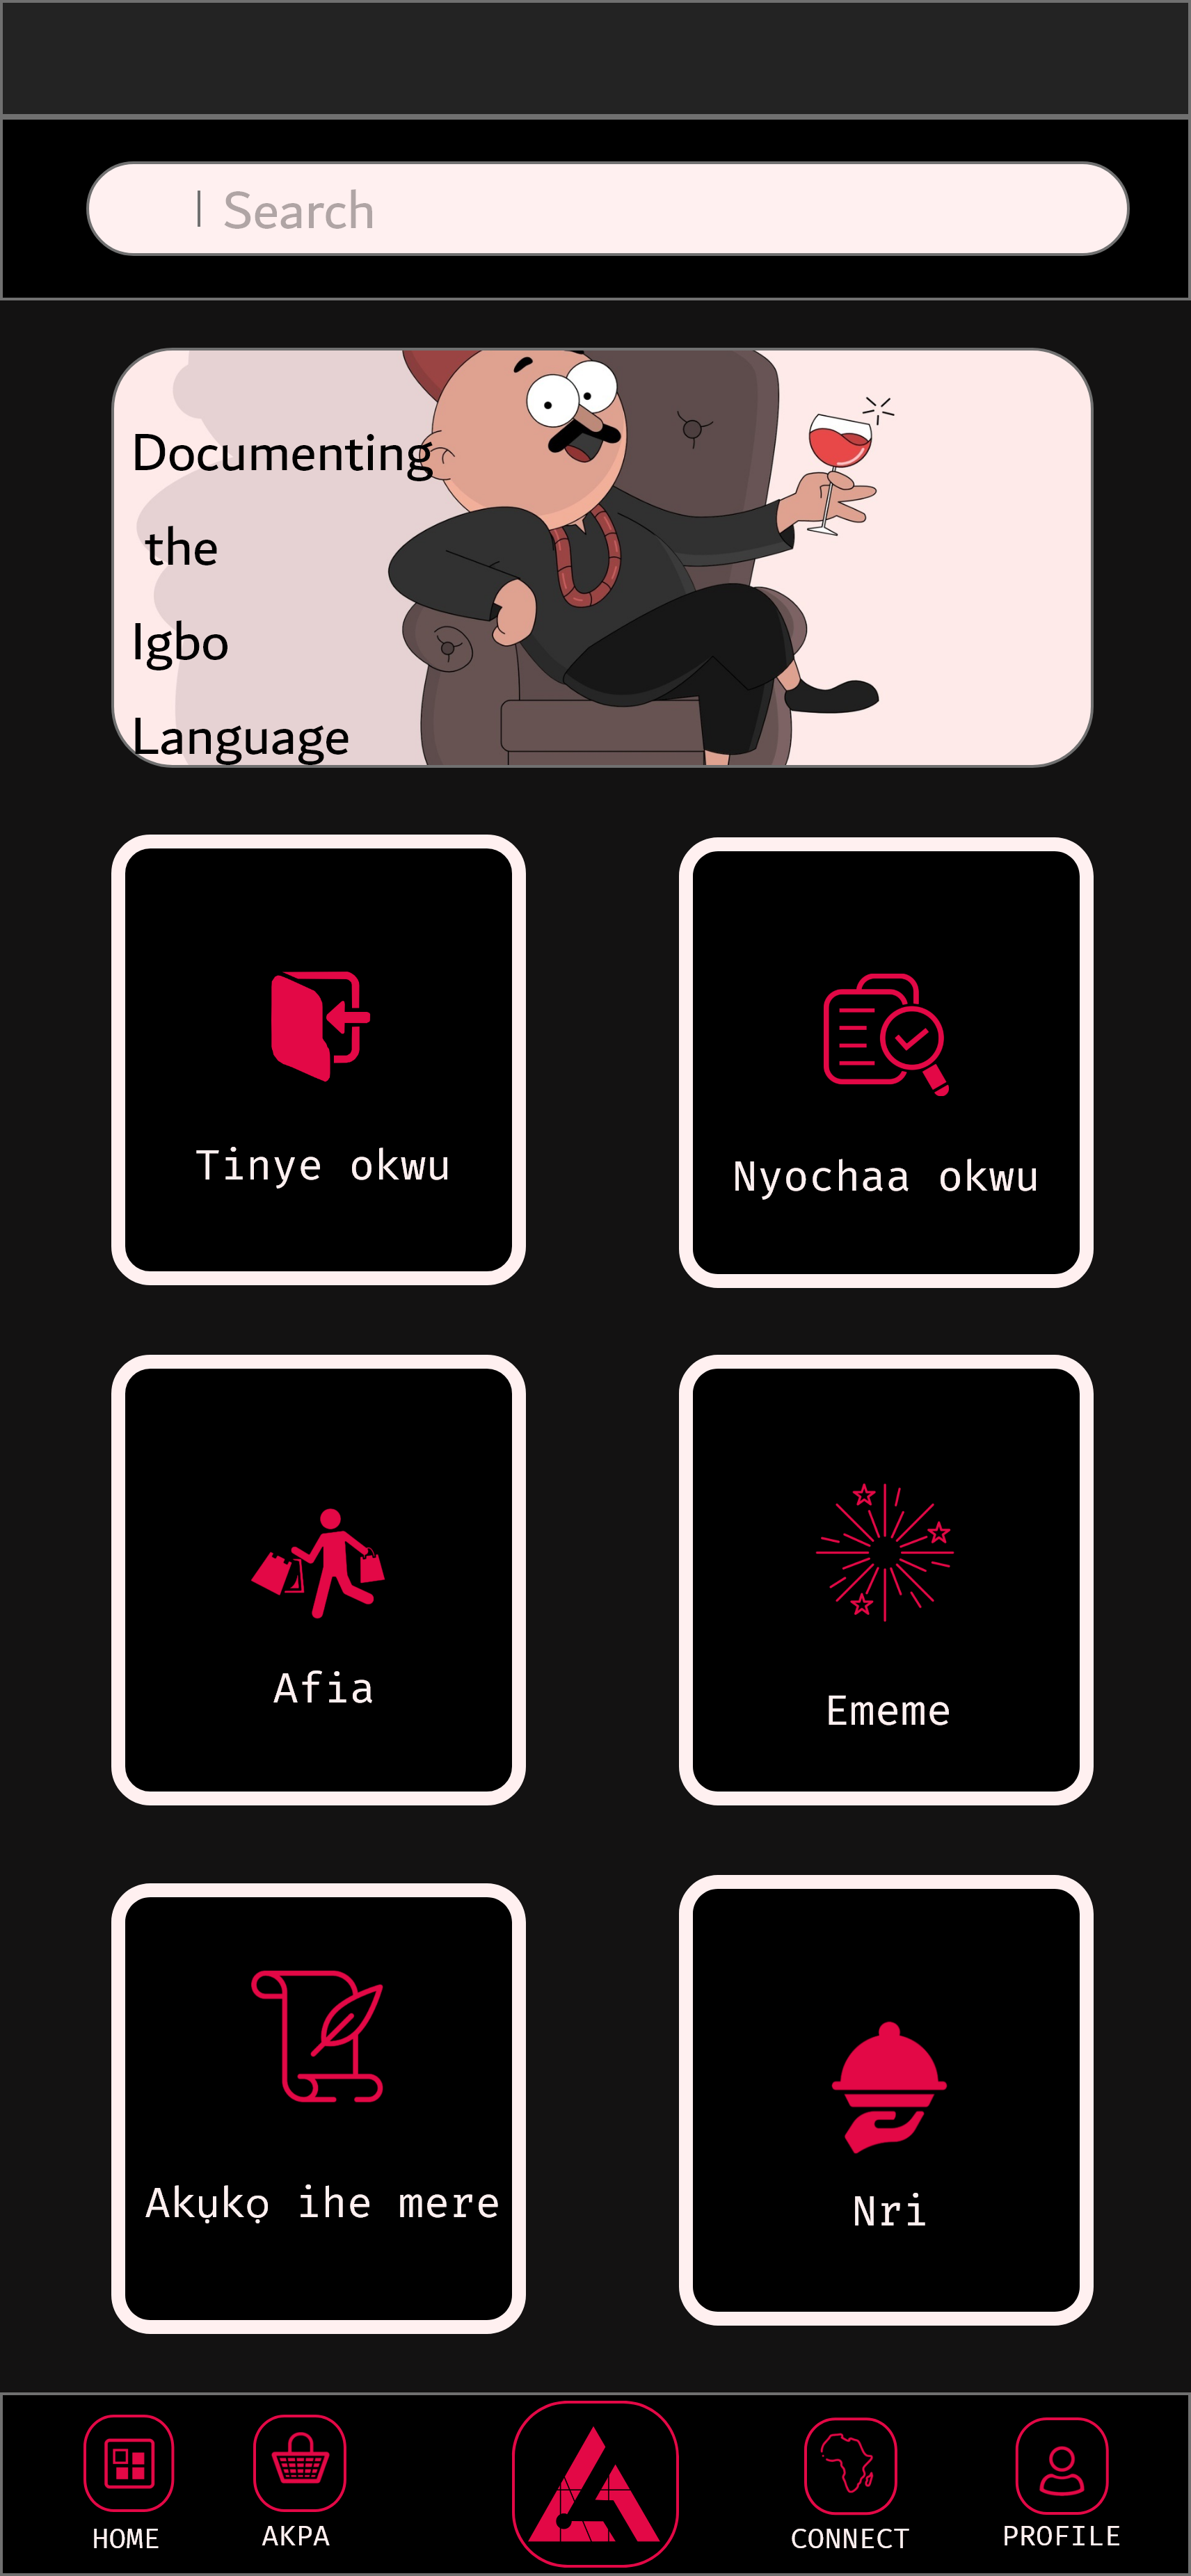 Search
Documenting
the
Igbo
Language
Tinye okwu
Nyochaa okwu
Afia
Ememe
Akụkọ ihe mere
Nri
HOME
AKPA
CONNECT
PROFILE